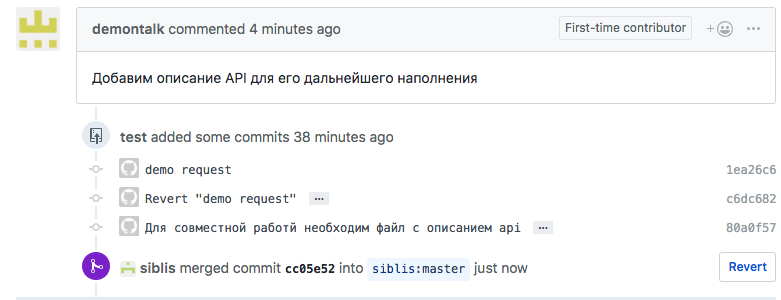 demontalk commented 4 minutes ago First-time contributor
Добавим описание API для его дальнейшего наполнения
test added some commits 38 minutes ago
demo request 1ea26c6
Revert "demo request" ... c6dc682
Для совместной работй необходим файл с описанием api ... 80a0f57
siblis merged commit cc05e52 into siblis:master just now Revert